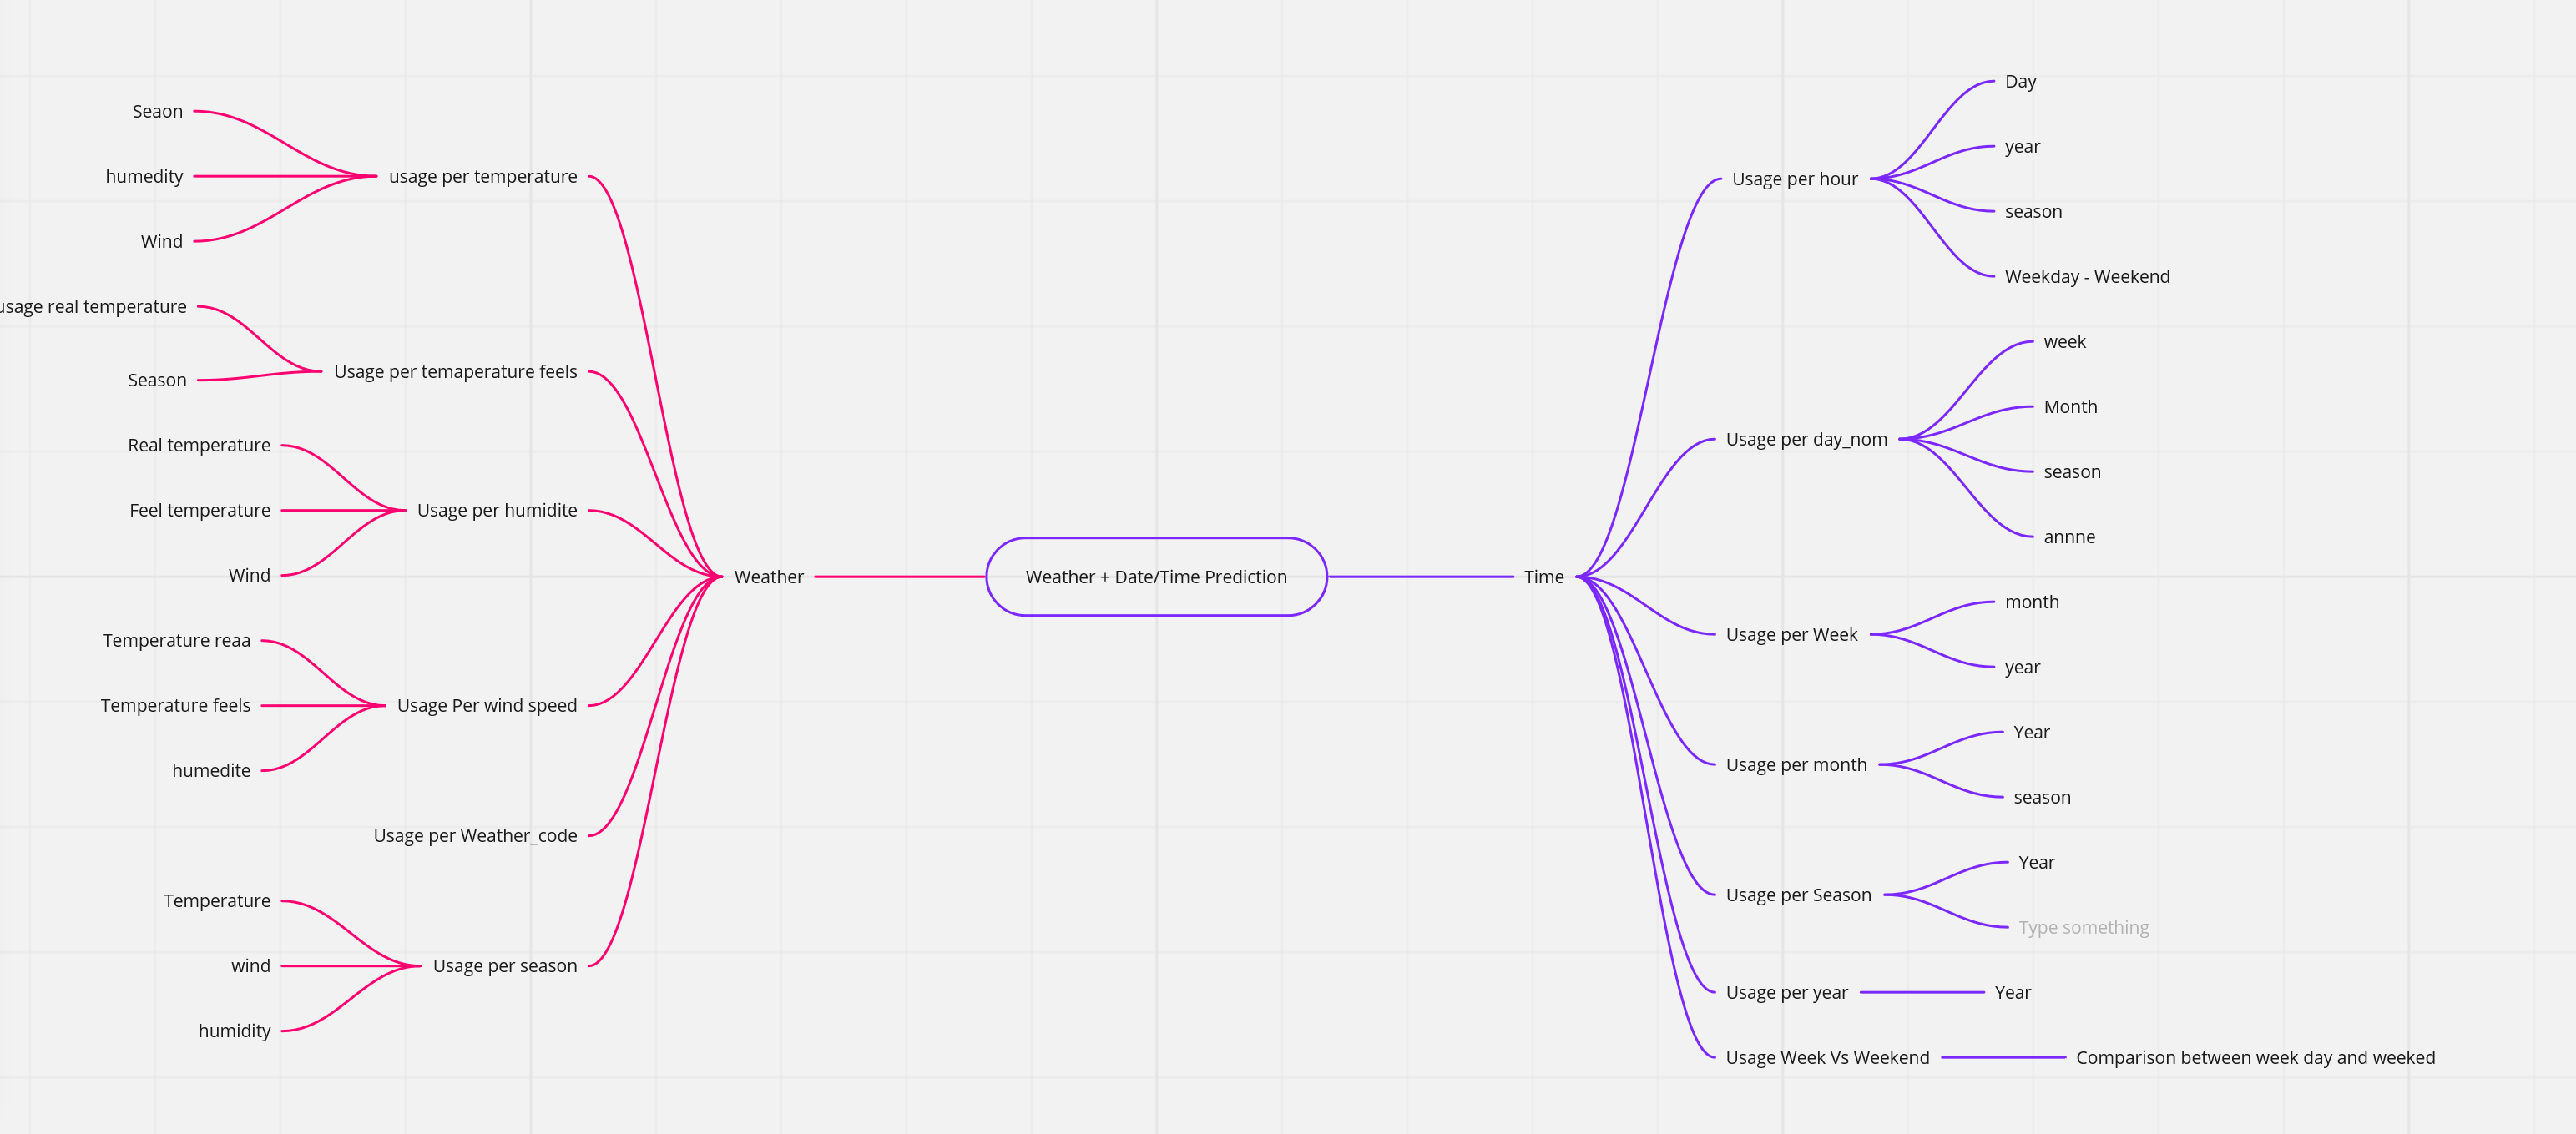 Seaon
humedity
Wind
usage per temperature
usage real temperature
Season
Usage per temaperature feels
Real temperature
Feel temperature
Wind
Usage per humidite
Temperature reaa
Temperature feels
humedite
Usage Per wind speed
Usage per Weather_code
Temperature
wind
humidity
Usage per season
Weather
Weather + Date/Time Prediction
Time
Usage per hour
Day
year
season
Weekday - Weekend
Usage per day_nom
week
Month
season
annne
Usage per Week
month
year
Usage per month
Year
season
Usage per Season
Year
Type something
Usage per year
Year
Usage Week Vs Weekend
Comparison between week day and weeked